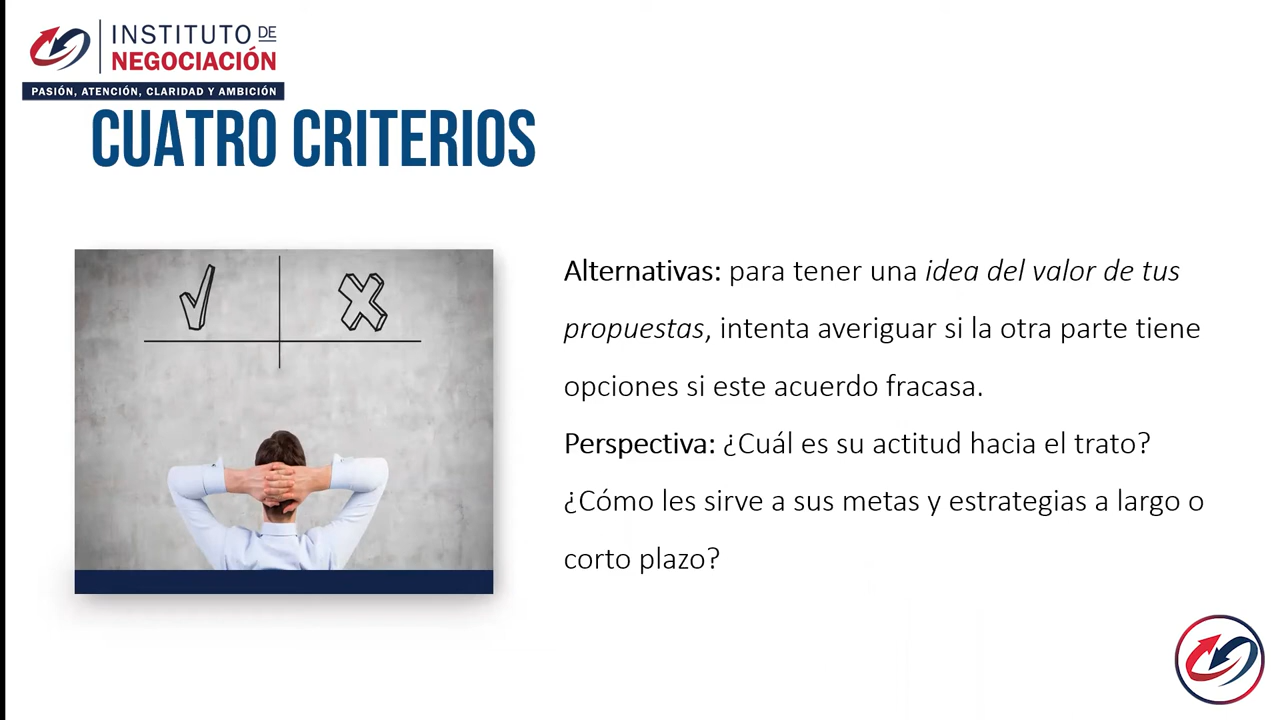 INSTITUTO DE
NEGOCIACIÓN
PASIÓN, ATENCIÓN, CLARIDAD Y AMBICIÓN
CUATRO CRITERIOS
Alternativas: para tener una idea del valor de tus
propuestas, intenta averiguar si la otra parte tiene
opciones si este acuerdo fracasa.
Perspectiva: ¿Cuál es su actitud hacia el trato?
¿Cómo les sirve a sus metas y estrategias a largo o
corto plazo?